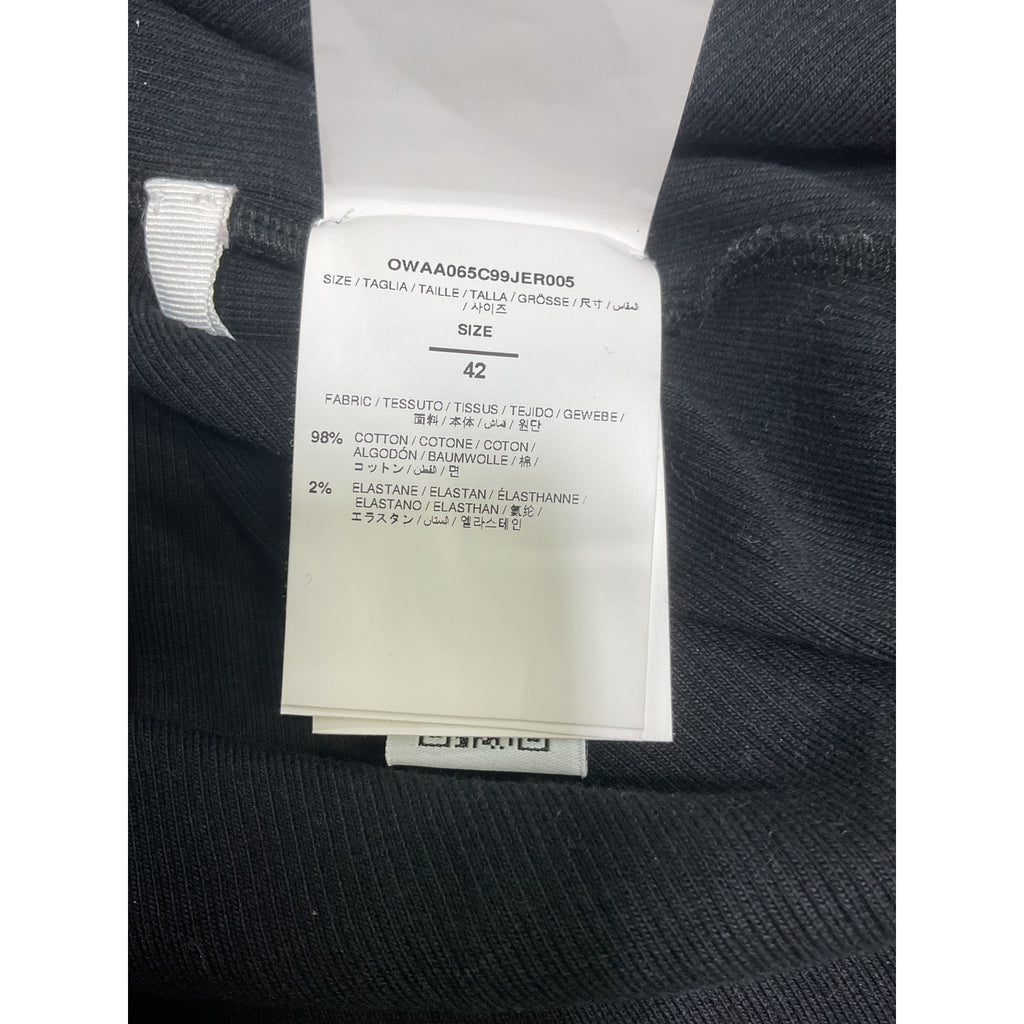 OWAA065C99JER005
SIZE / TAGLIA / TAILLE / TALLA / GRÖSSE / 尺寸 / المقاس
/ 사이즈
SIZE
42
FABRIC / TESSUTO / TISSUS / TEJIDO / GEWEBE /
面料 / 本体 / قماش / 원단
98% COTTON / COTONE / COTON /
ALGODÓN / BAUMWOLLE / 棉 /
コットン / القطن / 면
2% ELASTANE / ELASTAN / ÉLASTHANNE /
ELASTANO / ELASTHAN / 氨纶 /
エラスタン / الستان / 엘라스테인